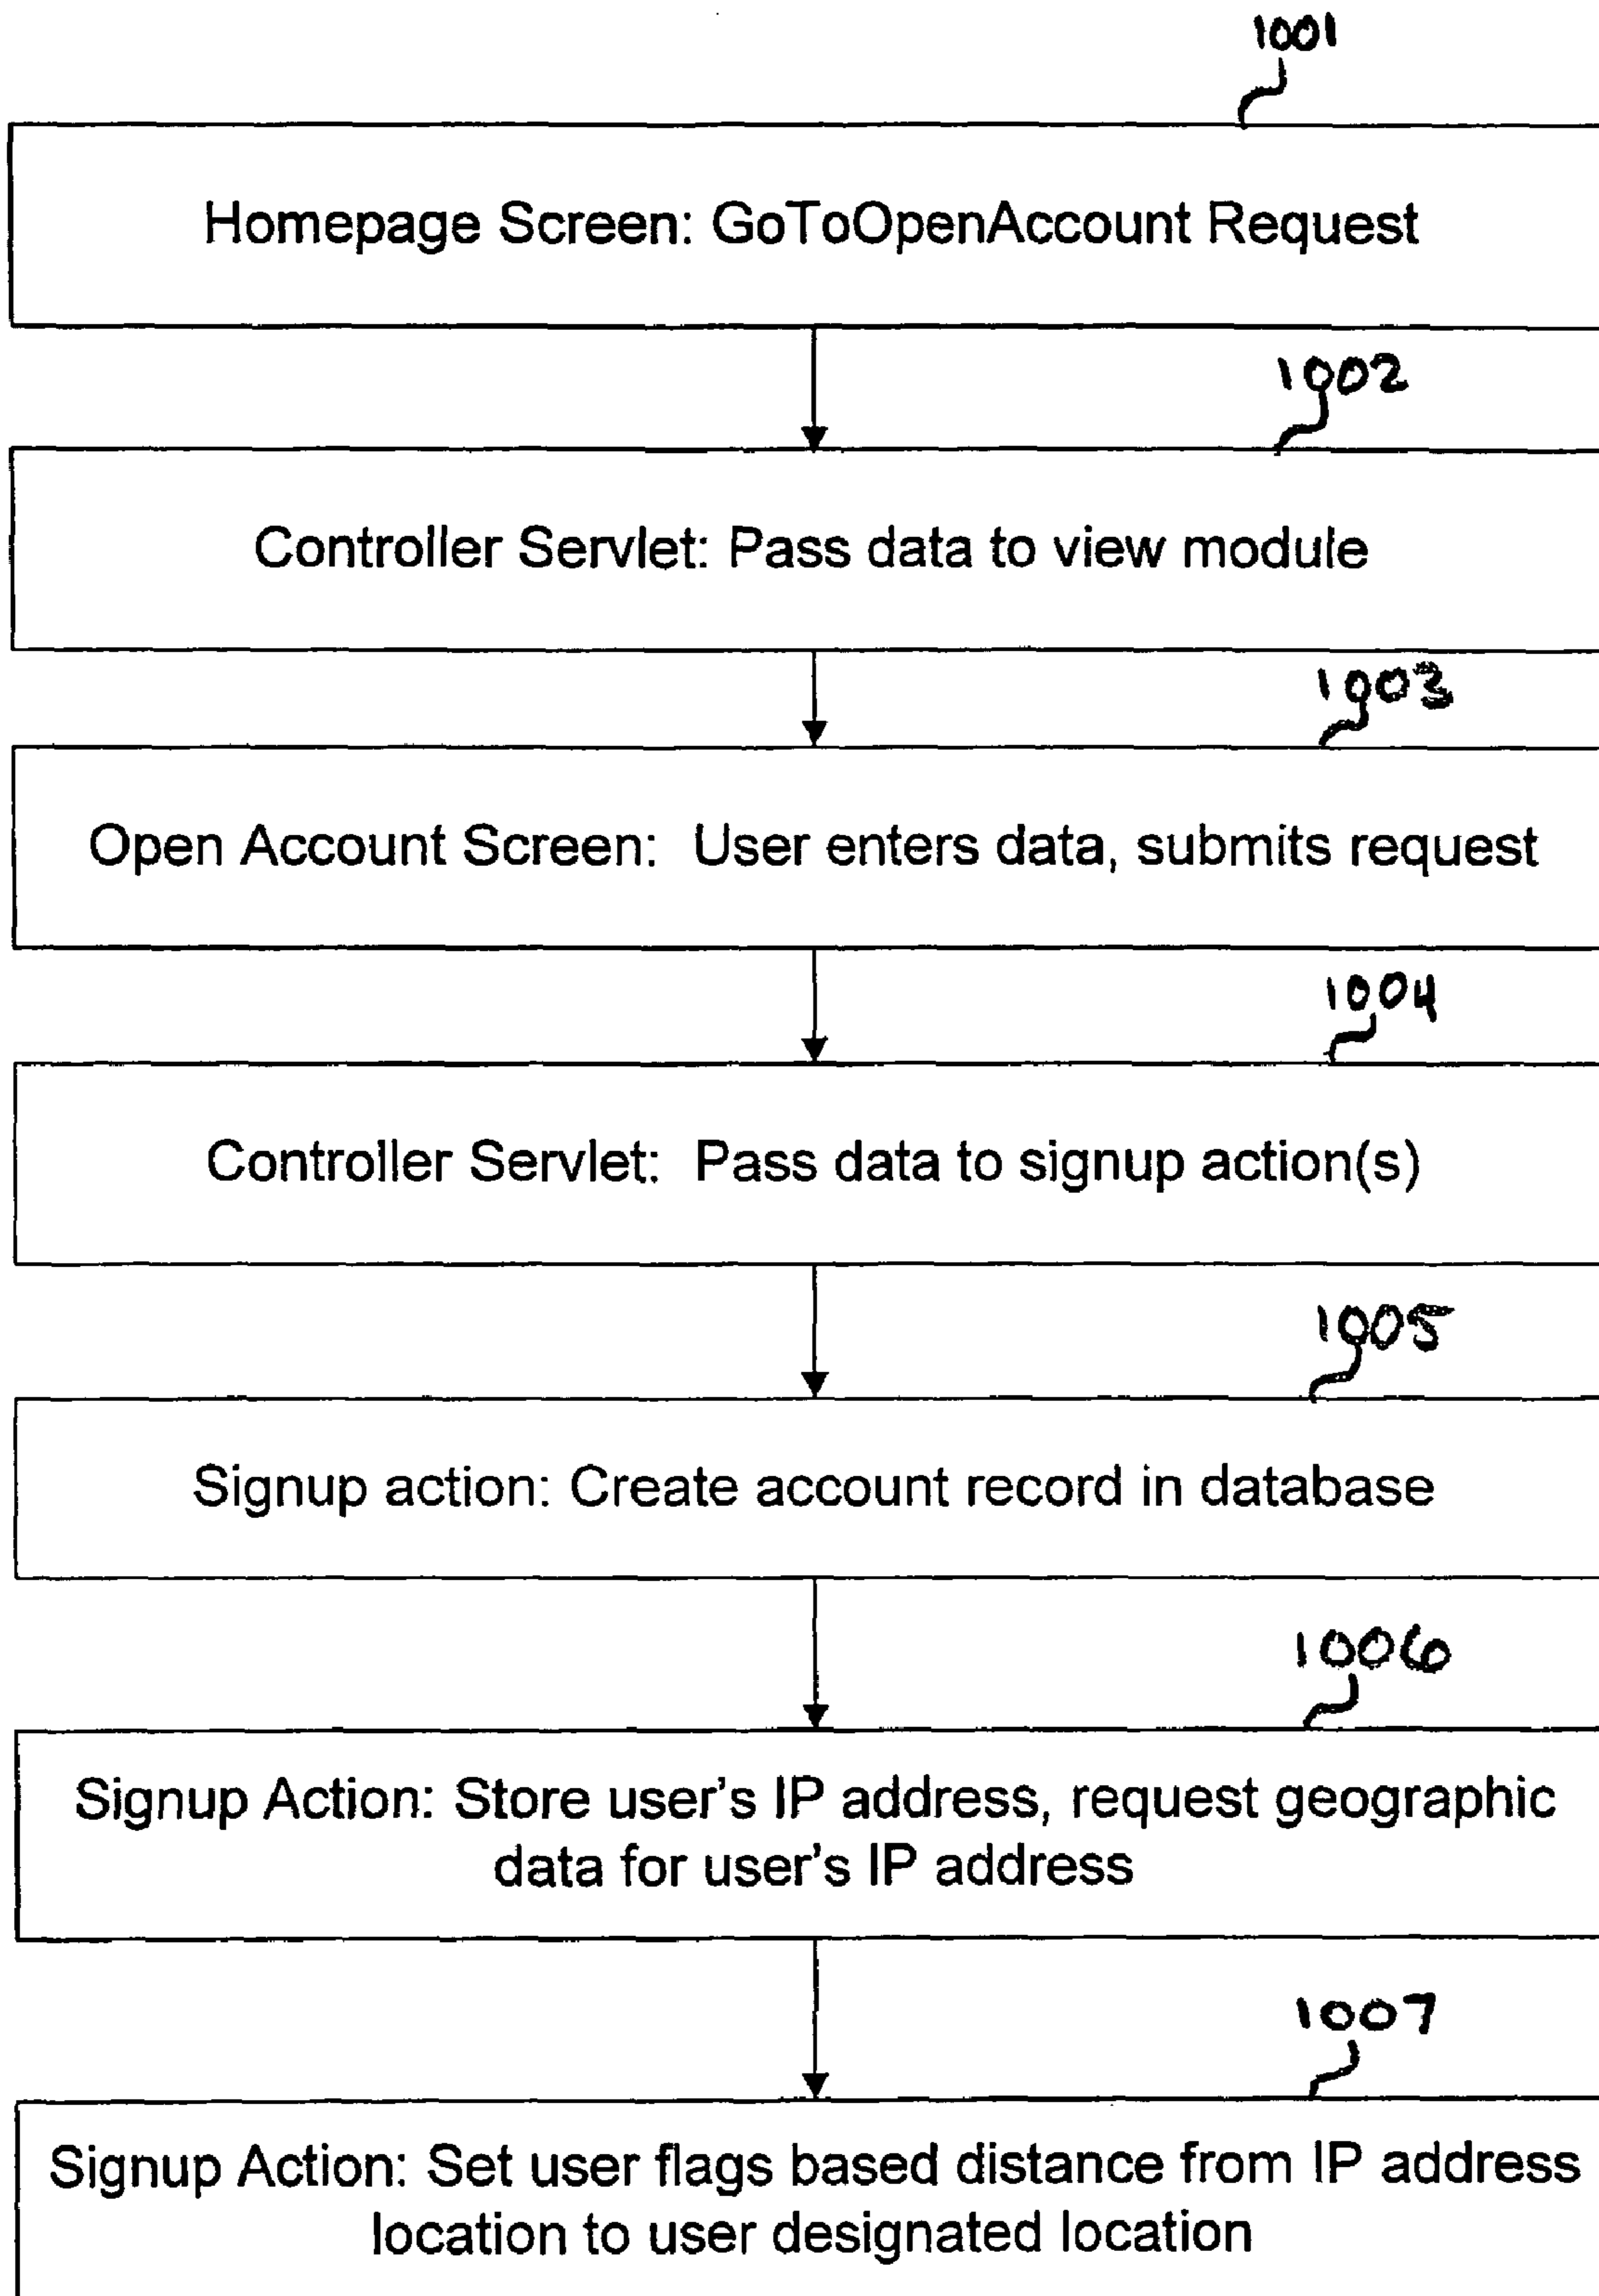 1001
Homepage Screen: GoToOpenAccount Request
1002
Controller Servlet: Pass data to view module
1003
Open Account Screen: User enters data, submits request
1004
Controller Servlet: Pass data to signup action(s)
1005
Signup action: Create account record in database
1006
Signup Action: Store user's IP address, request geographic
data for user's IP address
1007
Signup Action: Set user flags based distance from IP address
location to user designated location